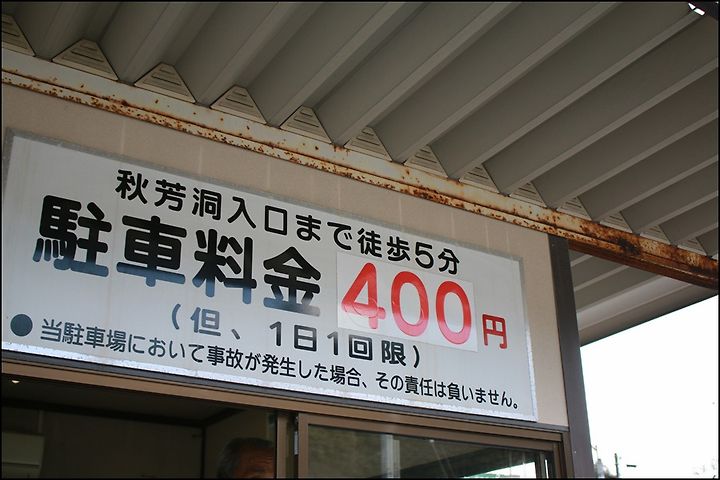 秋芳洞入口まで徒歩5分
駐車料金 400円
(但、1日1回限)
●当駐車場において事故が発生した場合、その責任は負いません。